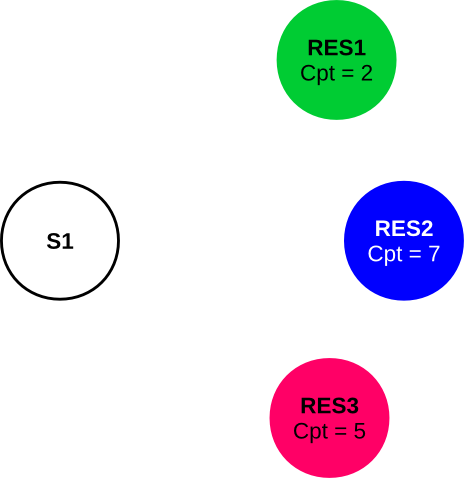 RES1
Cpt = 2
S1
RES2
Cpt = 7
RES3
Cpt = 5